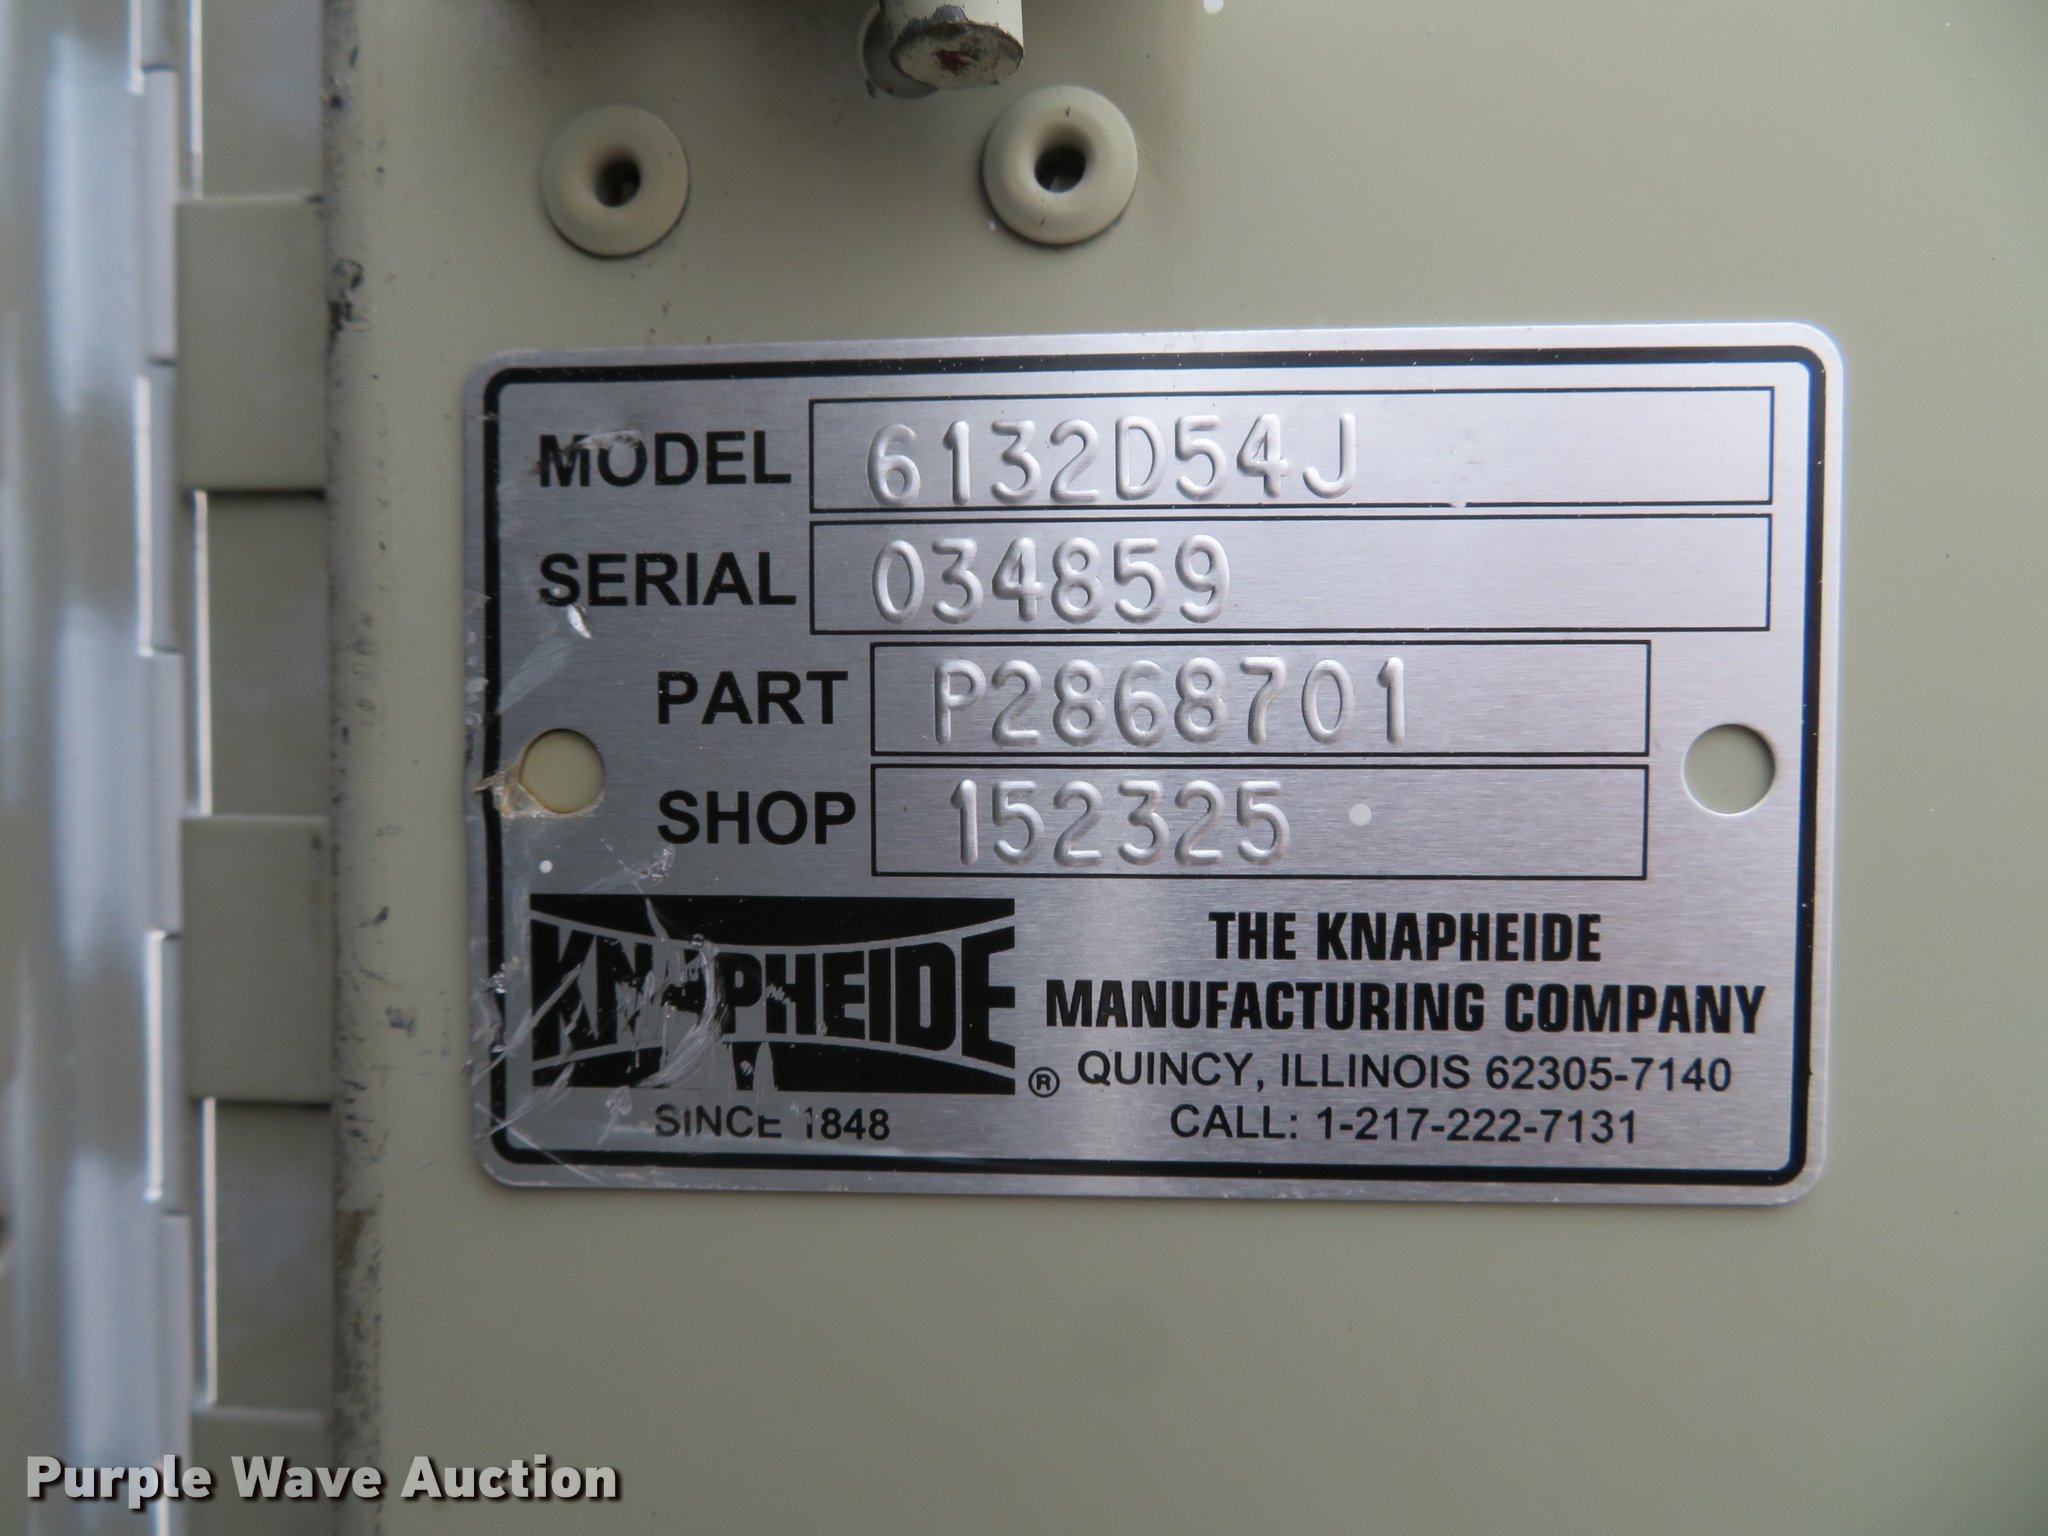 MODEL 6132D54J
SERIAL 034859
PART P2868701
SHOP 152325
KNAPHEIDE ®
SINCE 1848
THE KNAPHEIDE
MANUFACTURING COMPANY
QUINCY, ILLINOIS 62305-7140
CALL: 1-217-222-7131
Purple Wave Auction